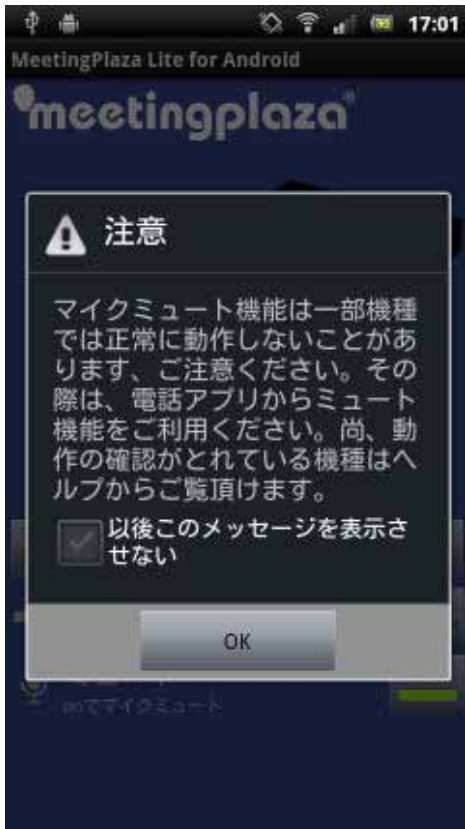 17:01
MeetingPlaza Lite for Android
meetingplaza®
注意
マイクミュート機能は一部機種
では正常に動作しないことがあ
ります、ご注意ください。その
際は、電話アプリからミュート
機能をご利用ください。尚、動
作の確認がとれている機種はヘ
ルプからご覧頂けます。
以後このメッセージを表示さ
せない
OK
onでマイクミュート